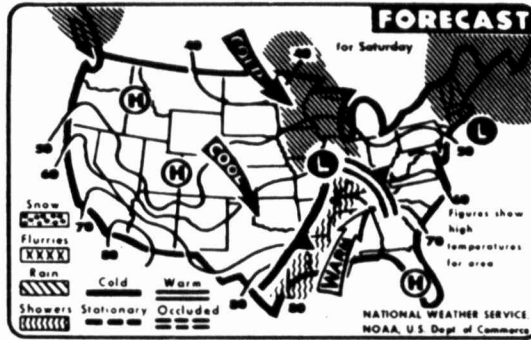 FORECAST
for Saturday
40
40
COLD
H
H
COOL
L
L
50
50
60
60
70
70
80
80
80
WARM
H
Figures show
high
temperatures
for area
Snow
Flurries
Rain
Showers
Cold
Warm
Stationary
Occluded
NATIONAL WEATHER SERVICE,
NOAA, U.S. Dept of Commerce